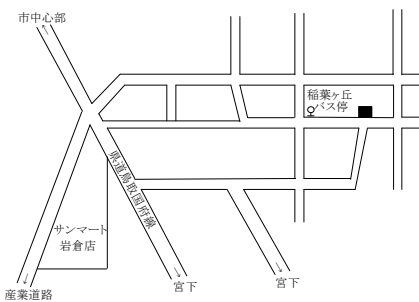 市中心部
稲葉ヶ丘
バス停
県道鳥取国府線
サンマート
岩倉店
産業道路
宮下
宮下